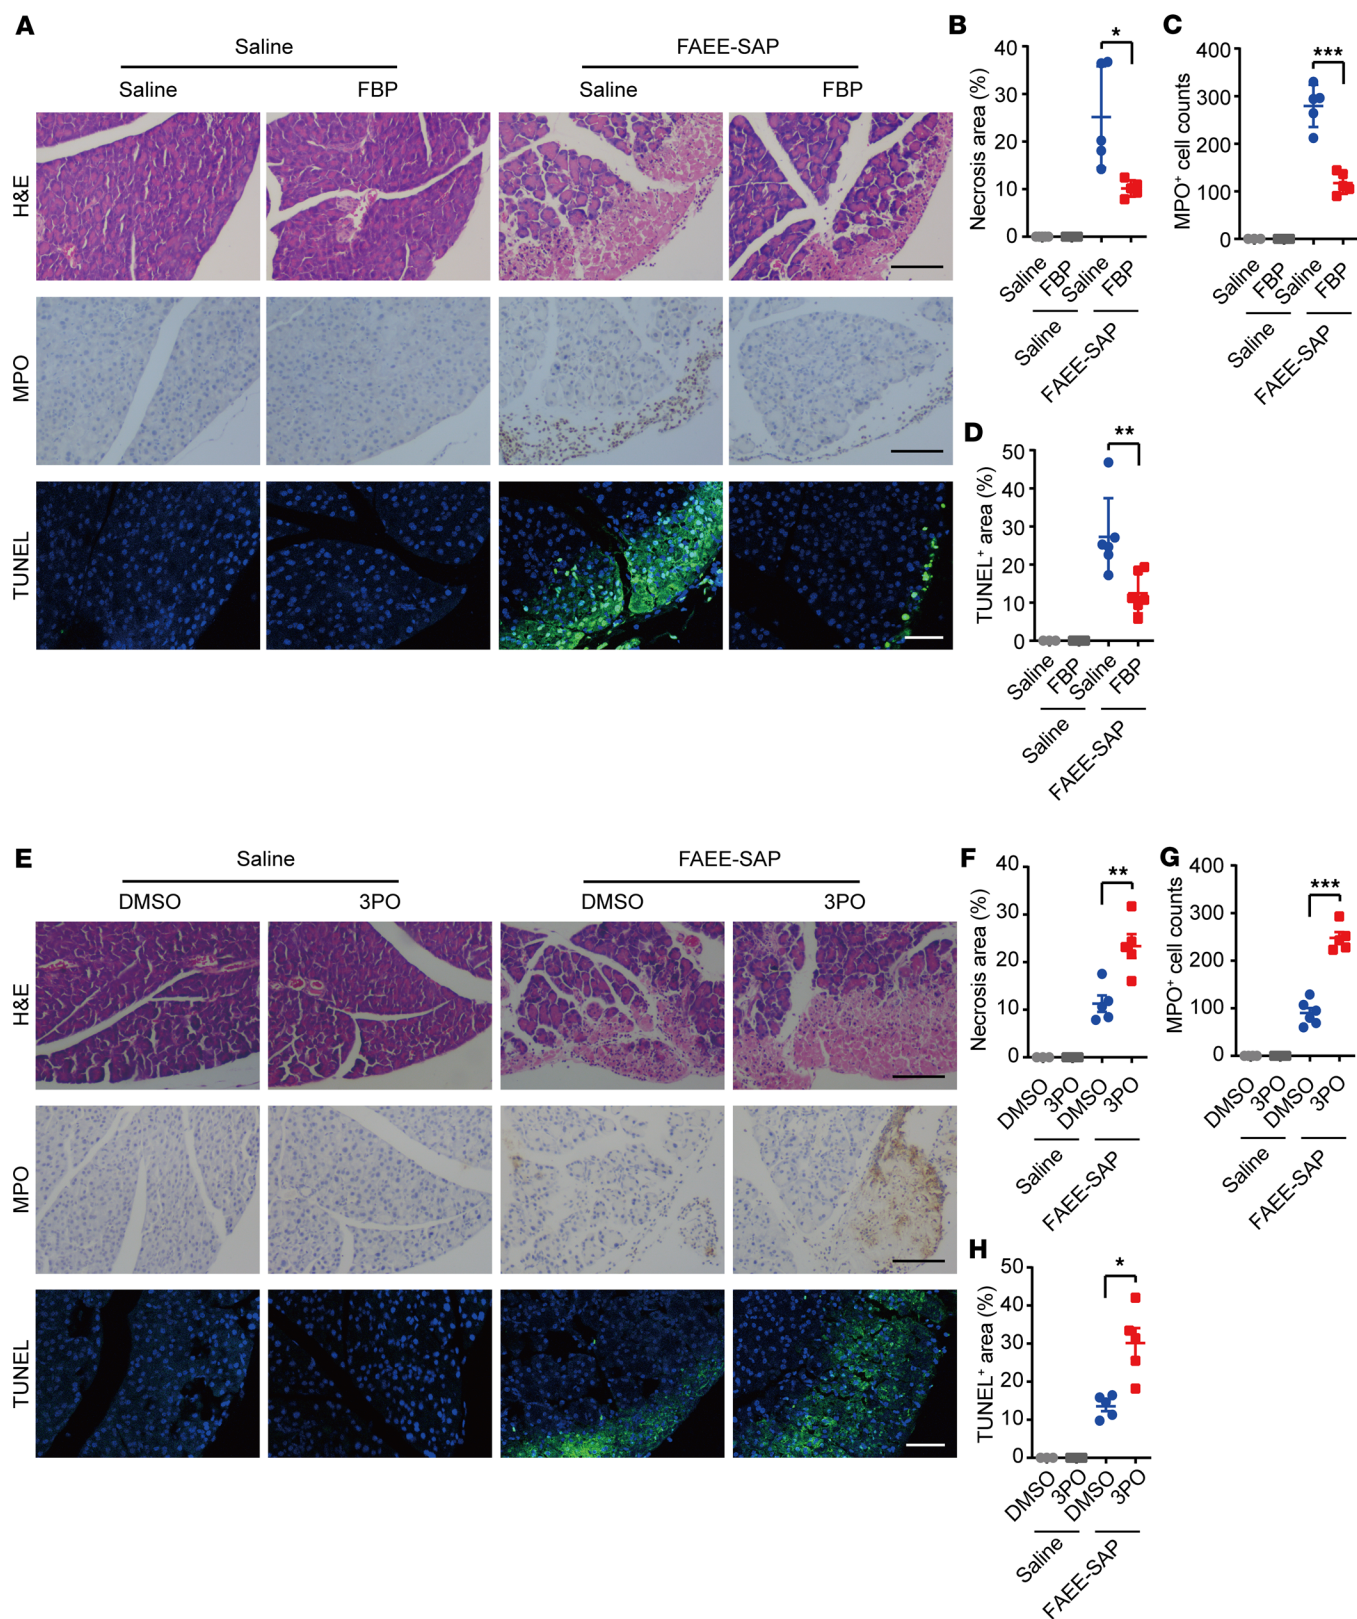 A
Saline
FAEE-SAP
Saline
FBP
Saline
FBP
H&E
MPO
TUNEL
B
*
Necrosis area (%)
40
30
20
10
0
Saline
FBP
Saline
FBP
Saline
FAEE-SAP
C
***
MPO⁺ cell counts
400
300
200
100
0
Saline
FBP
Saline
FBP
Saline
FAEE-SAP
D
**
TUNEL⁺ area (%)
50
40
30
20
10
0
Saline
FBP
Saline
FBP
Saline
FAEE-SAP
E
Saline
FAEE-SAP
DMSO
3PO
DMSO
3PO
H&E
MPO
TUNEL
F
**
Necrosis area (%)
40
30
20
10
0
DMSO
3PO
DMSO
3PO
Saline
FAEE-SAP
G
***
MPO⁺ cell counts
400
300
200
100
0
DMSO
3PO
DMSO
3PO
Saline
FAEE-SAP
H
*
TUNEL⁺ area (%)
50
40
30
20
10
0
DMSO
3PO
DMSO
3PO
Saline
FAEE-SAP